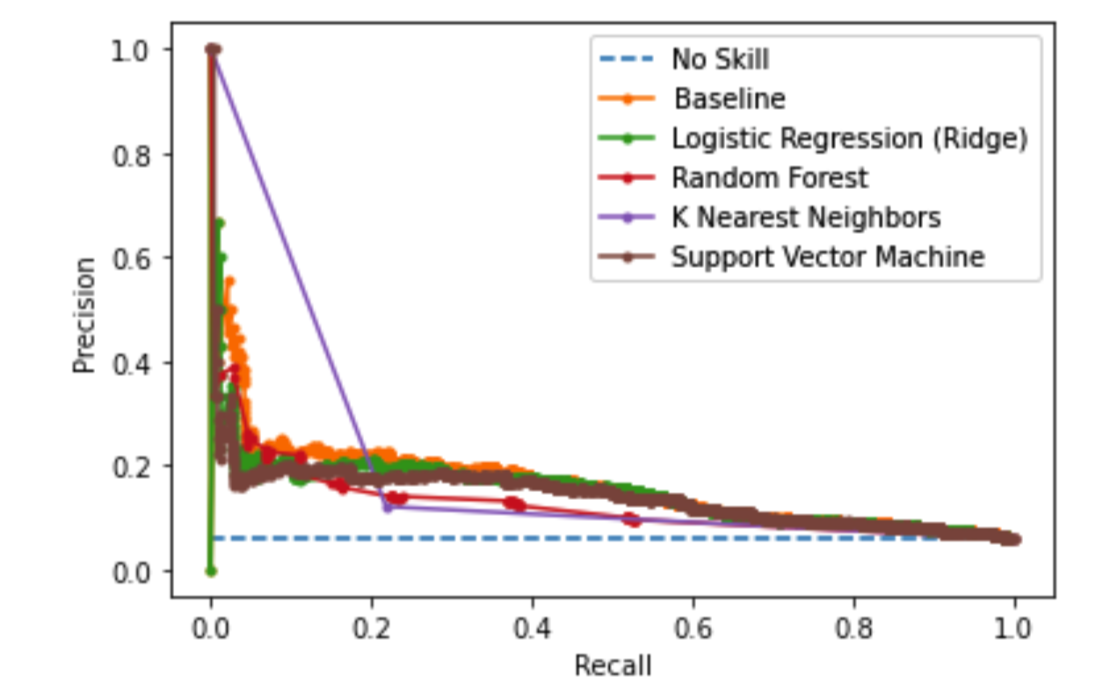 1.0
0.8
0.6
0.4
0.2
0.0
Precision
No Skill
Baseline
Logistic Regression (Ridge)
Random Forest
K Nearest Neighbors
Support Vector Machine
0.0 0.2 0.4 0.6 0.8 1.0
Recall